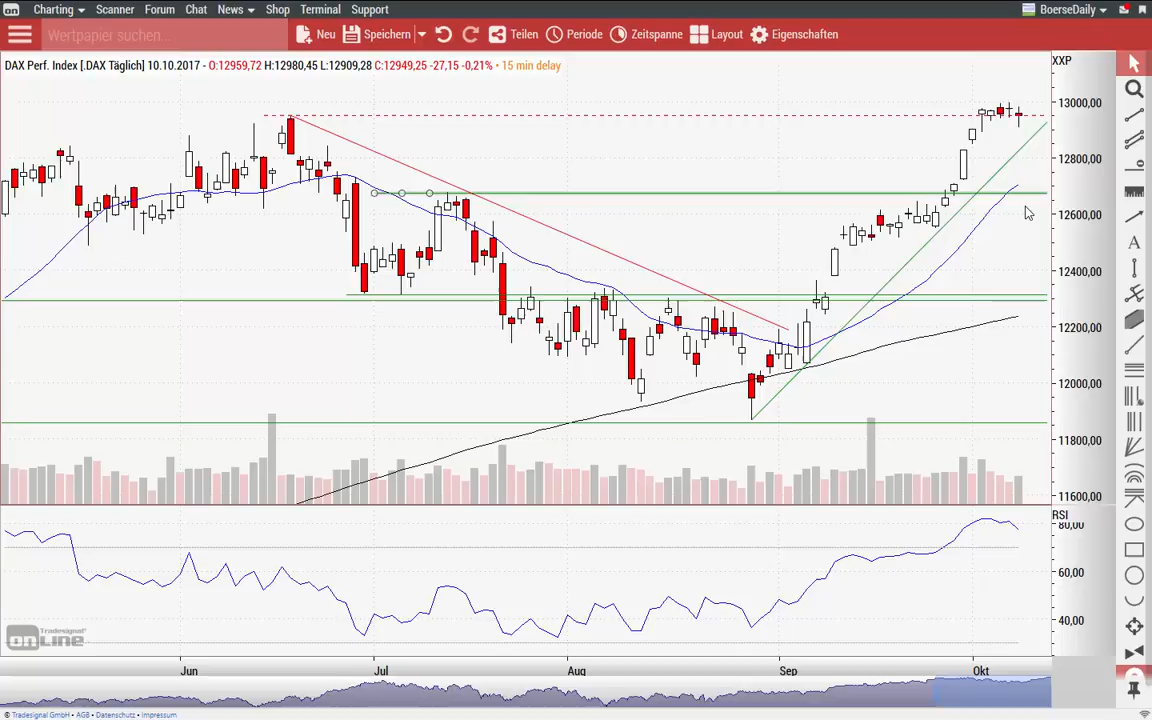 on Charting Scanner Forum Chat News Shop Terminal Support BoerseDaily
Wertpapier suchen... Neu Speichern Teilen Periode Zeitspanne Layout Eigenschaften
DAX Perf. Index [.DAX Täglich] 10.10.2017 - O:12959,72 H:12980,45 L:12909,28 C:12949,25 -27,15 -0,21% • 15 min delay
XXP
13000,00
12800,00
12600,00
12400,00
12200,00
12000,00
11800,00
11600,00
RSI
80,00
60,00
40,00
Tradesignal®
onLINE
Jun Jul Aug Sep Okt
© Tradesignal GmbH • AGB • Datenschutz • Impressum
A